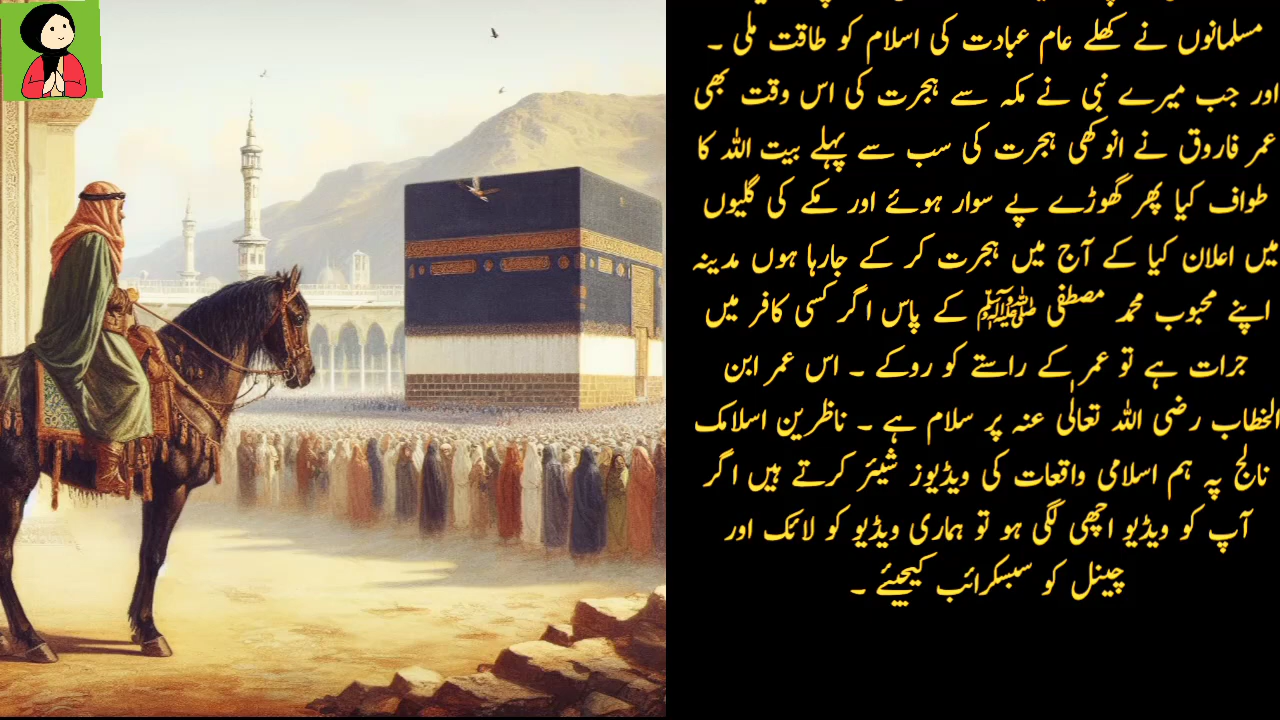 مسلمانوں نے کھلے عام عبادت کی اسلام کو طاقت ملی ۔
اور جب میرے نبی نے مکہ سے ہجرت کی اس وقت بھی
عمر فاروق نے انوکھی ہجرت کی سب سے پہلے بیت اللہ کا
طواف کیا پھر گھوڑے پے سوار ہوئے اور مکے کی گلیوں
میں اعلان کیا کے آج میں ہجرت کر کے جارہا ہوں مدینہ
اپنے محبوب محمد مصطفی ﷺ کے پاس اگر کسی کافر میں
جرات ہے تو عمر کے راستے کو روکے ۔ اس عمر ابن
الخطاب رضی اللہ تعالٰی عنہ پر سلام ہے ۔ ناظرین اسلامک
نالج پہ ہم اسلامی واقعات کی ویڈیوز شیئر کرتے ہیں اگر
آپ کو ویڈیو اچھی لگی ہو تو ہماری ویڈیو کو لائک اور
چینل کو سبسکرائب کیجیئے ۔